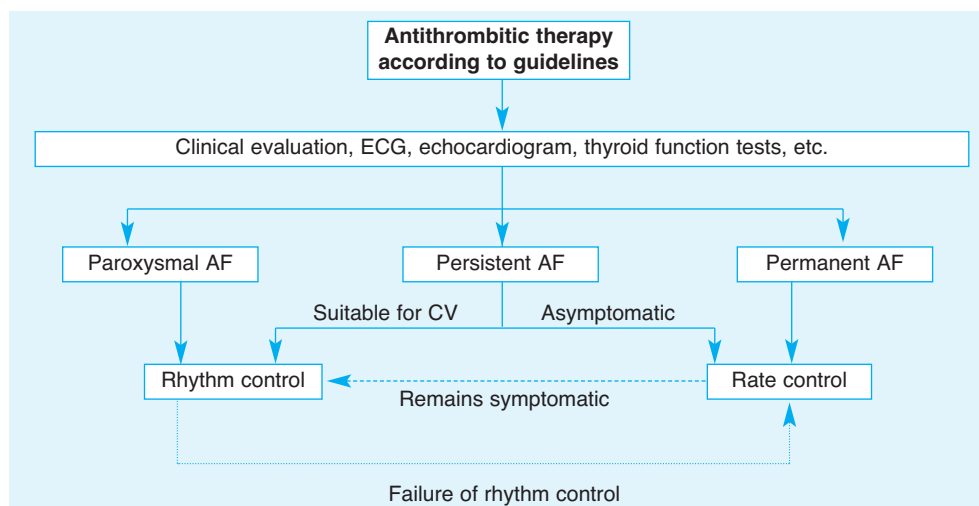 Antithrombitic therapy
according to guidelines
Clinical evaluation, ECG, echocardiogram, thyroid function tests, etc.
Paroxysmal AF
Persistent AF
Permanent AF
Suitable for CV
Asymptomatic
Rhythm control
Rate control
Remains symptomatic
Failure of rhythm control